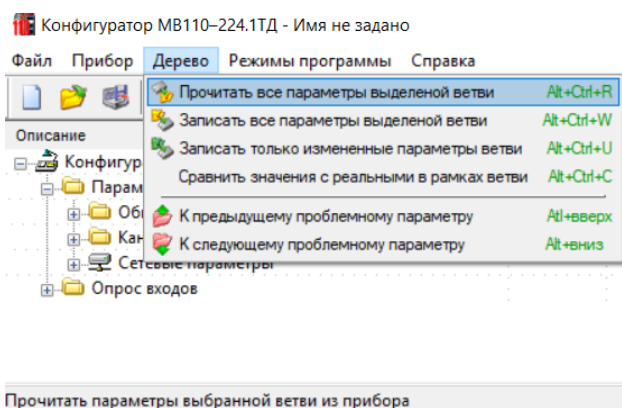 Конфигуратор МВ110–224.1ТД - Имя не задано
Файл Прибор Дерево Режимы программы Справка
Прочитать все параметры выделеной ветви Alt+Ctrl+R
Описание
Записать все параметры выделеной ветви Alt+Ctrl+W
Записать только измененные параметры ветви Alt+Ctrl+U
Конфигур
Сравнить значения с реальными в рамках ветви Alt+Ctrl+C
Парам
К предыдущему проблемному параметру Atl+вверх
Об
К следующему проблемному параметру Alt+вниз
Кан
Сетевые параметры
Опрос входов
Прочитать параметры выбранной ветви из прибора